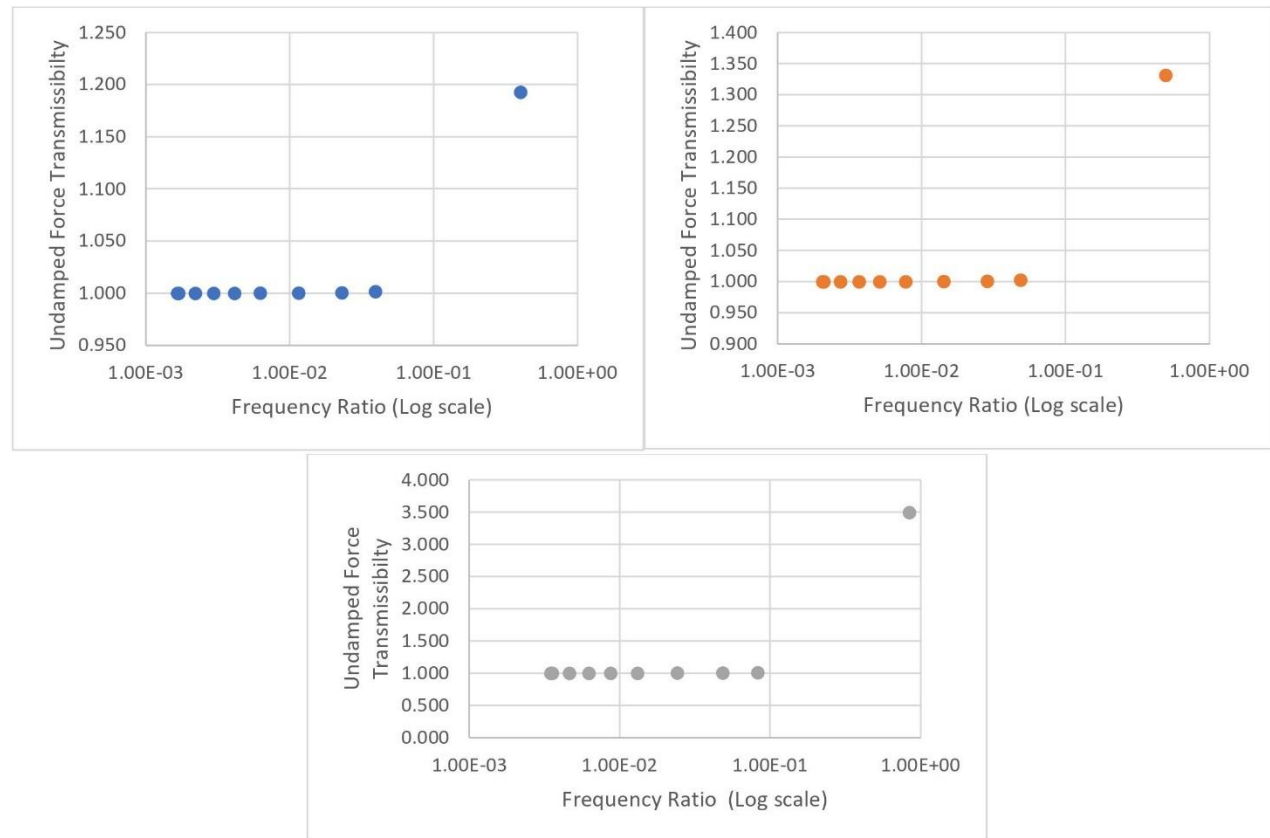 Undamped Force Transmissibilty
1.250
1.200
1.150
1.100
1.050
1.000
0.950
1.00E-03 1.00E-02 1.00E-01 1.00E+00
Frequency Ratio (Log scale)
Undamped Force Transmissibilty
1.400
1.350
1.300
1.250
1.200
1.150
1.100
1.050
1.000
0.950
0.900
1.00E-03 1.00E-02 1.00E-01 1.00E+00
Frequency Ratio (Log scale)
Undamped Force
Transmissibilty
4.000
3.500
3.000
2.500
2.000
1.500
1.000
0.500
0.000
1.00E-03 1.00E-02 1.00E-01 1.00E+00
Frequency Ratio (Log scale)